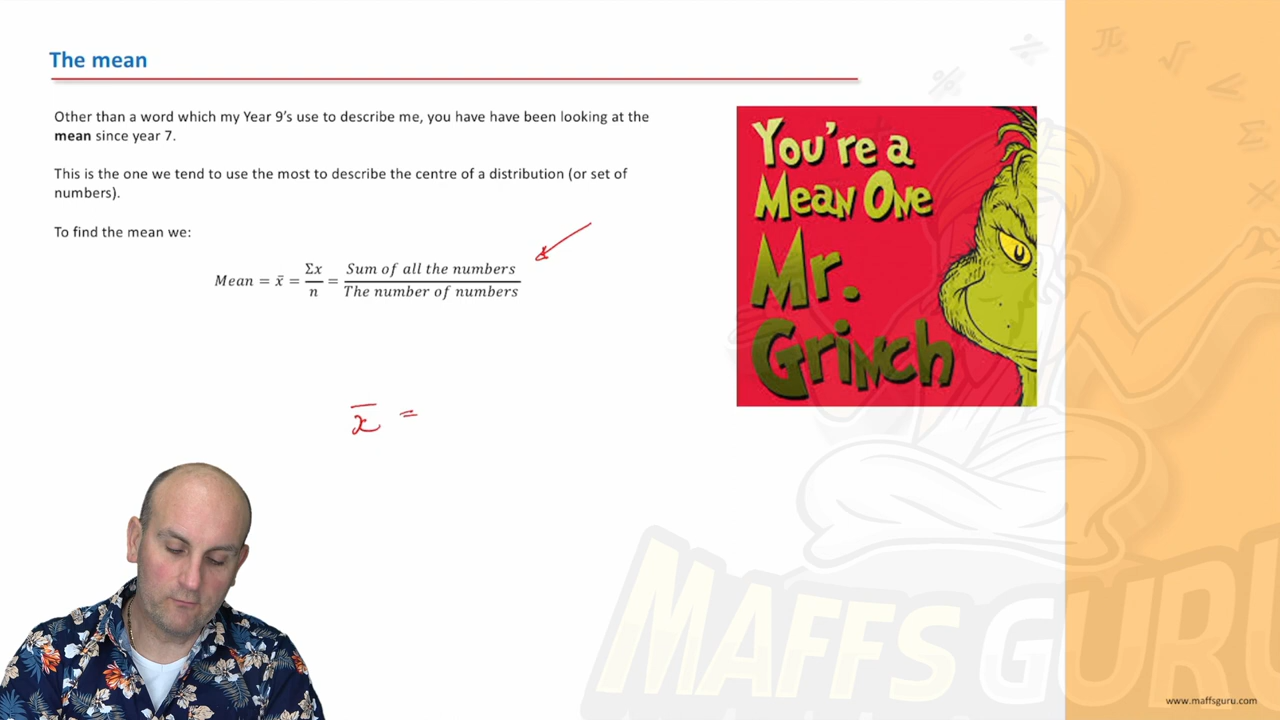 The mean
Other than a word which my Year 9's use to describe me, you have have been looking at the
mean since year 7.
This is the one we tend to use the most to describe the centre of a distribution (or set of
numbers).
To find the mean we:
Mean = x̄ = Σx / n = Sum of all the numbers / The number of numbers
x̄ =
You're a
Mean One
Mr.
Grinch
MAFFS GURU
www.maffsguru.com